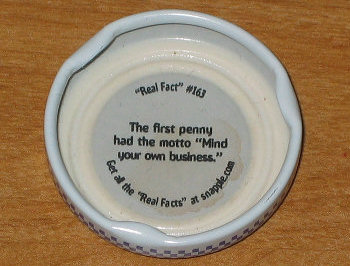 "Real Fact" #163
The first penny
had the motto "Mind
your own business."
Get all the "Real Facts" at snapple.com